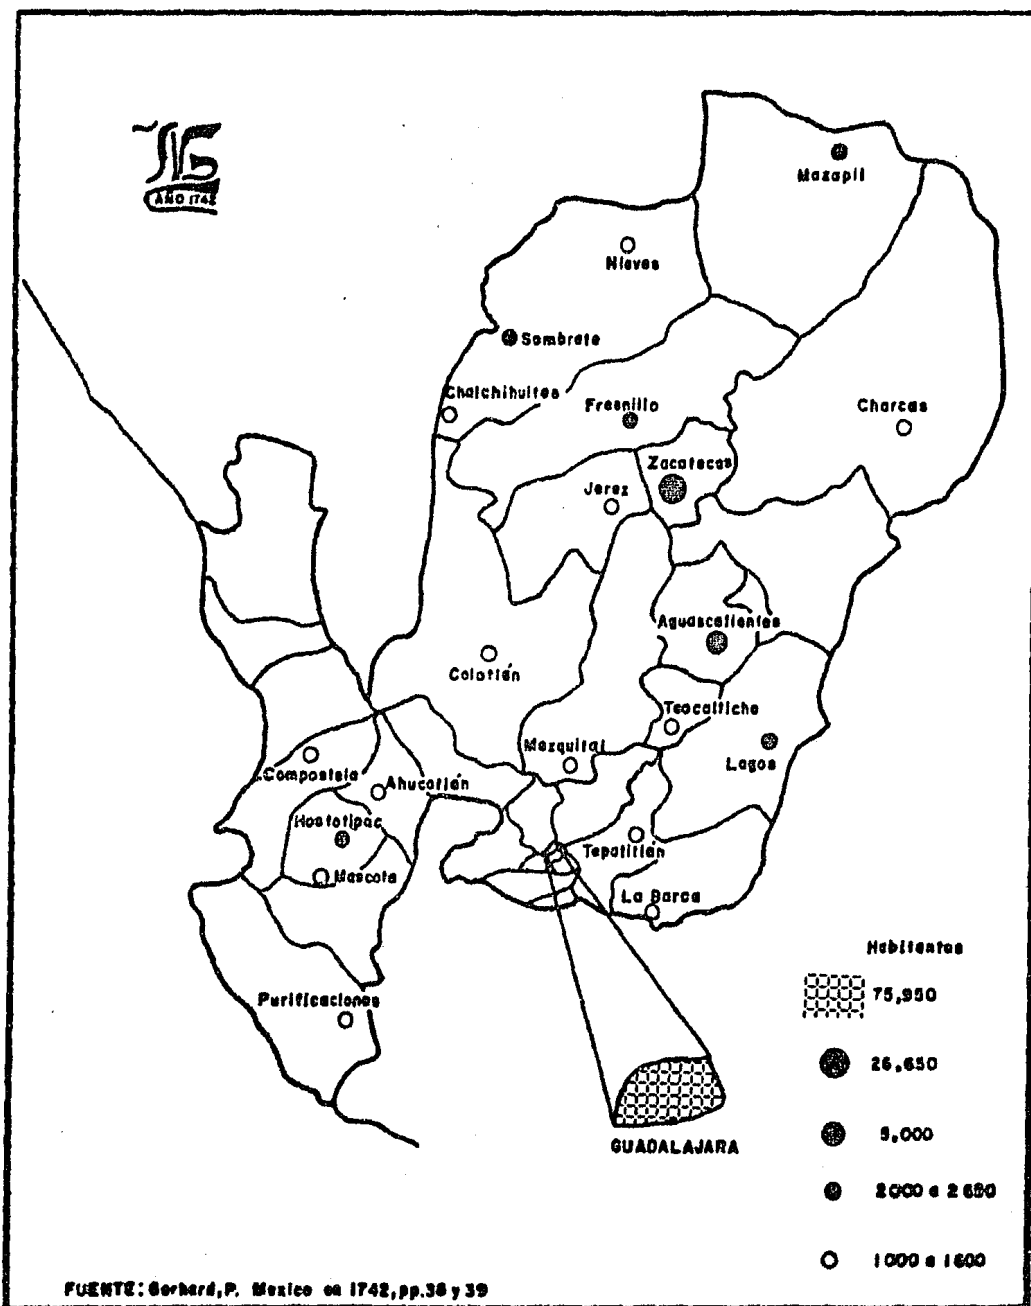 NG
AÑO 1742
Mazapil
Nieves
Sombrete
Chalchihuites
Fresnillo
Charcas
Zacatecas
Jerez
Aguascalientes
Colotlán
Teocaltiche
Mezquital
Lagos
Compostela
Ahucatlán
Hostotipac
Tepatitlán
Mascota
La Barca
Purificaciones
GUADALAJARA
Habitantes
75,950
26,650
5,000
2000 a 2650
1000 a 1600
FUENTE: Gerhard, P. Mexico en 1742, pp. 38 y 39